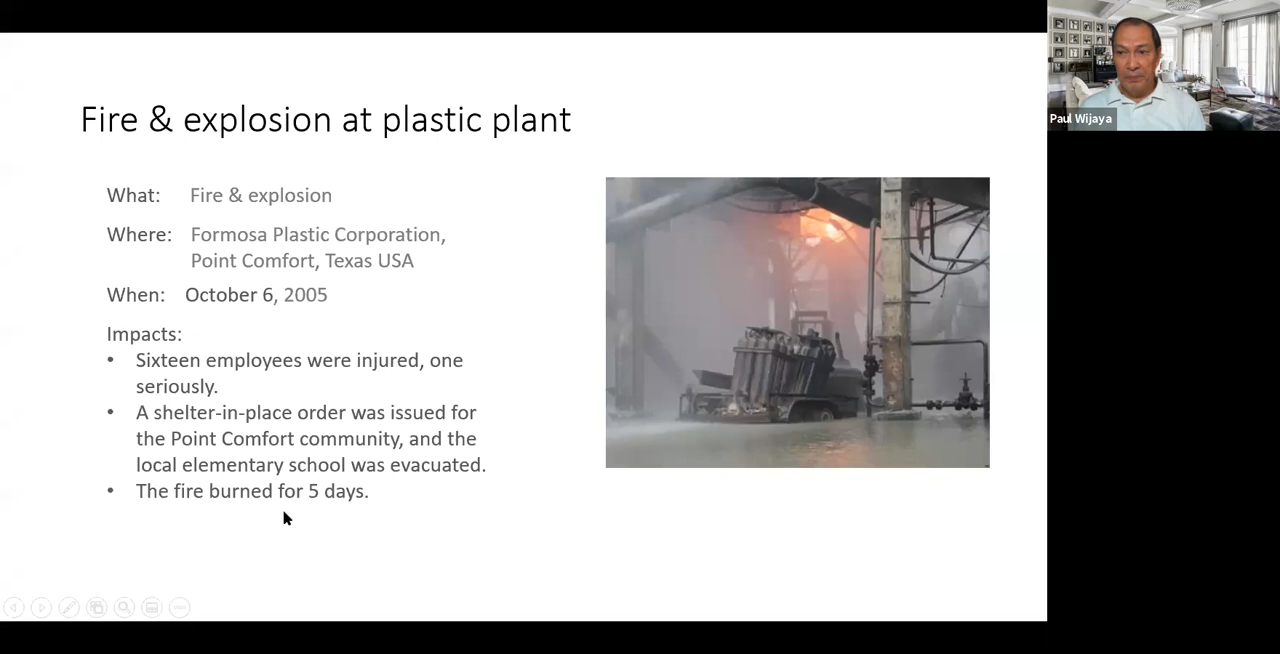 Fire & explosion at plastic plant
What: Fire & explosion
Where: Formosa Plastic Corporation,
Point Comfort, Texas USA
When: October 6, 2005
Impacts:
• Sixteen employees were injured, one
seriously.
• A shelter-in-place order was issued for
the Point Comfort community, and the
local elementary school was evacuated.
• The fire burned for 5 days.
Paul Wijaya